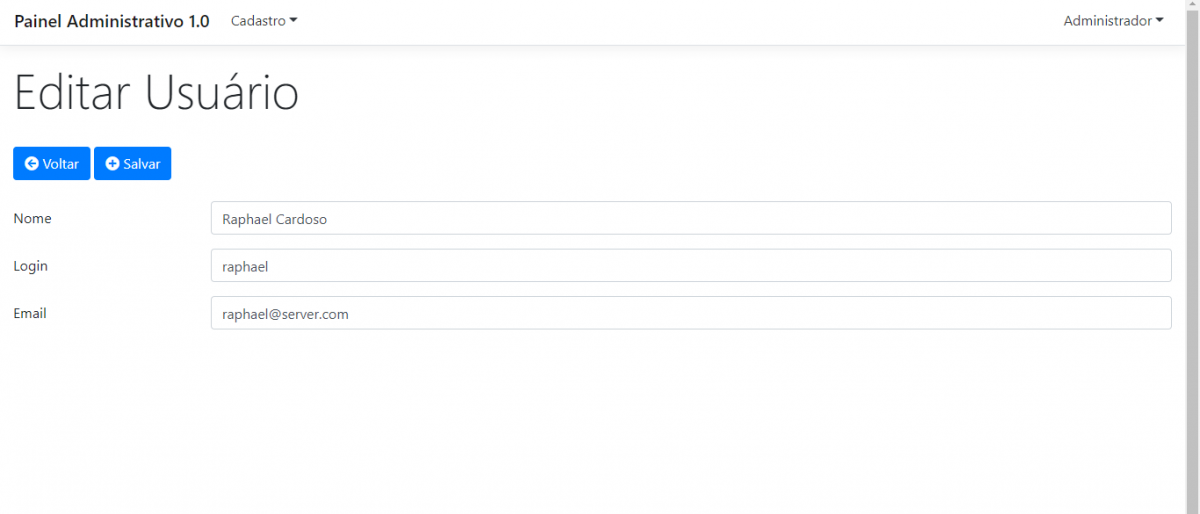 Painel Administrativo 1.0 Cadastro Administrador
Editar Usuário
Voltar Salvar
Nome Raphael Cardoso
Login raphael
Email raphael@server.com